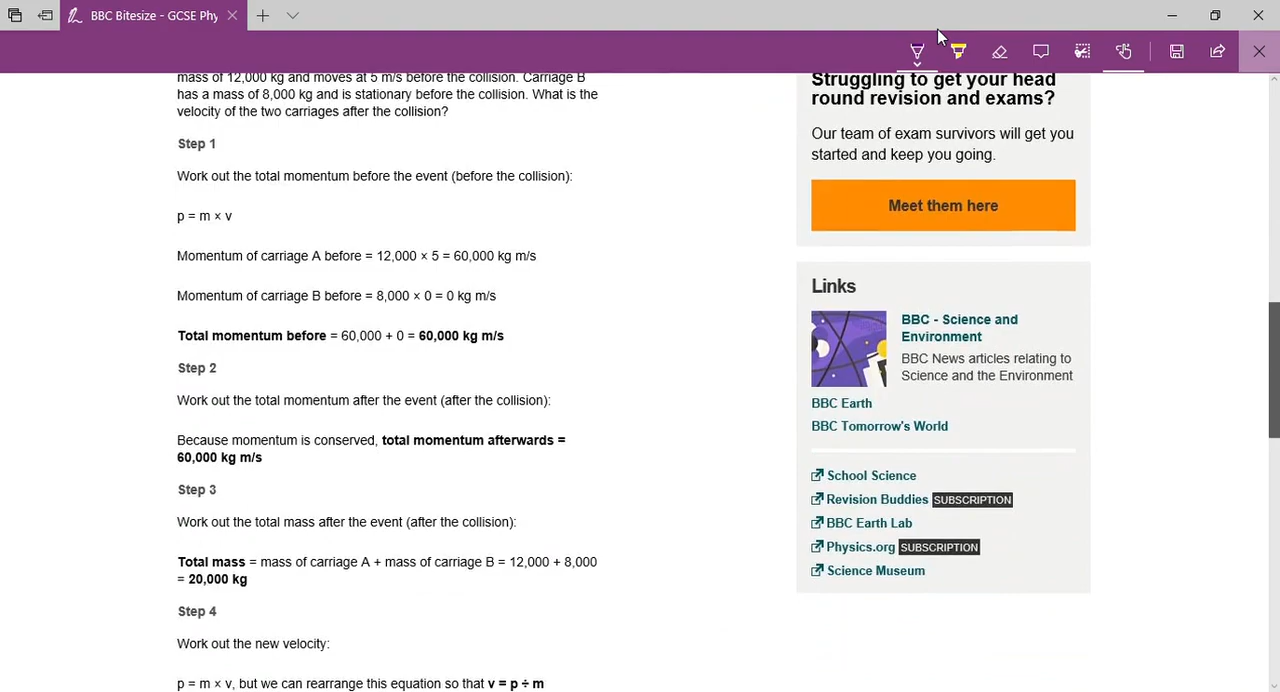 BBC Bitesize - GCSE Phy
mass of 12,000 kg and moves at 5 m/s before the collision. Carriage B
has a mass of 8,000 kg and is stationary before the collision. What is the
velocity of the two carriages after the collision?
Step 1
Work out the total momentum before the event (before the collision):
p = m × v
Momentum of carriage A before = 12,000 × 5 = 60,000 kg m/s
Momentum of carriage B before = 8,000 × 0 = 0 kg m/s
Total momentum before = 60,000 + 0 = 60,000 kg m/s
Step 2
Work out the total momentum after the event (after the collision):
Because momentum is conserved, total momentum afterwards =
60,000 kg m/s
Step 3
Work out the total mass after the event (after the collision):
Total mass = mass of carriage A + mass of carriage B = 12,000 + 8,000
= 20,000 kg
Step 4
Work out the new velocity:
p = m × v, but we can rearrange this equation so that v = p ÷ m
Struggling to get your head
round revision and exams?
Our team of exam survivors will get you
started and keep you going.
Meet them here
Links
BBC - Science and
Environment
BBC News articles relating to
Science and the Environment
BBC Earth
BBC Tomorrow's World
School Science
Revision Buddies SUBSCRIPTION
BBC Earth Lab
Physics.org SUBSCRIPTION
Science Museum